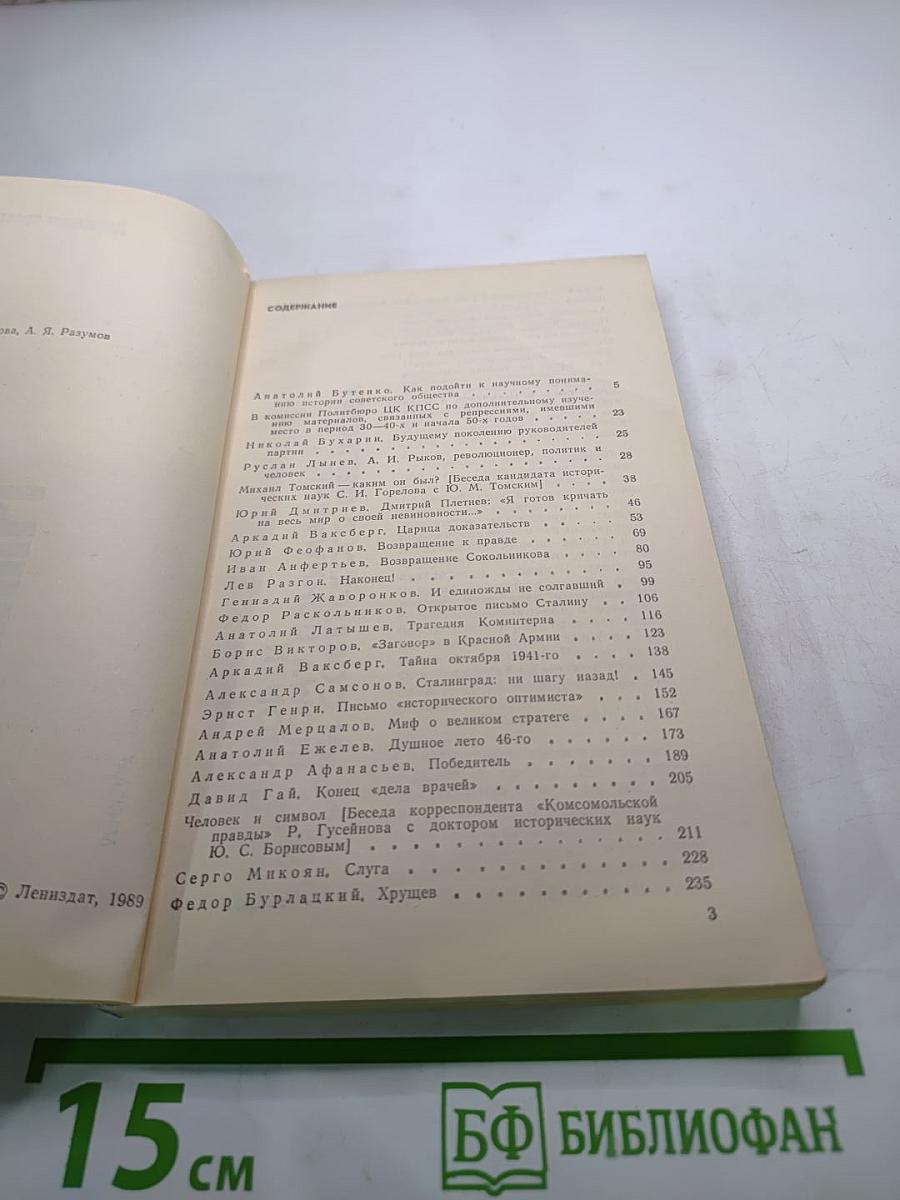 ова, А. Я. Разумов
© Лениздат, 1989
СОДЕРЖАНИЕ
Анатолий Бутенко. Как подойти к научному понима-
нию истории советского общества . . . . . . . . . 5
В комиссии Политбюро ЦК КПСС по дополнительному изуче-
нию материалов, связанных с репрессиями, имевшими
место в период 30—40-х и начала 50-х годов . . . . . 23
Николай Бухарин. Будущему поколению руководителей
партии . . . . . . . . . . . . . . . . . . 25
Руслан Лынев. А. И. Рыков, революционер, политик и
человек . . . . . . . . . . . . . . . . . . 28
Михаил Томский — каким он был? [Беседа кандидата истори-
ческих наук С. И. Горелова с Ю. М. Томским] . . . . 38
Юрий Дмитриев. Дмитрий Плетнев: «Я готов кричать
на весь мир о своей невиновности...» . . . . . . . . 46
Аркадий Ваксберг. Царица доказательств . . . . . 53
Юрий Феофанов. Возвращение к правде . . . . . . 69
Иван Анфертьев. Возвращение Сокольникова . . . . 80
Лев Разгон. Наконец! . . . . . . . . . . . . 95
Геннадий Жаворонков. И единожды не солгавший . 99
Федор Раскольников. Открытое письмо Сталину . . 106
Анатолий Латышев. Трагедия Коминтерна . . . . 116
Борис Викторов. «Заговор» в Красной Армии . . . . 123
Аркадий Ваксберг. Тайна октября 1941-го . . . . 138
Александр Самсонов. Сталинград: ни шагу назад! . 145
Эрнст Генри. Письмо «исторического оптимиста» . . . 152
Андрей Мерцалов. Миф о великом стратеге . . . . 167
Анатолий Ежелев. Душное лето 46-го . . . . . . 173
Александр Афанасьев. Победитель . . . . . . . 189
Давид Гай. Конец «дела врачей» . . . . . . . . . 205
Человек и символ [Беседа корреспондента «Комсомольской
правды» Р. Гусейнова с доктором исторических наук
Ю. С. Борисовым] . . . . . . . . . . . . . . 211
Серго Микоян. Слуга . . . . . . . . . . . . 228
Федор Бурлацкий. Хрущев . . . . . . . . . . 235
3
15 см
БФ БИБЛИОФАН